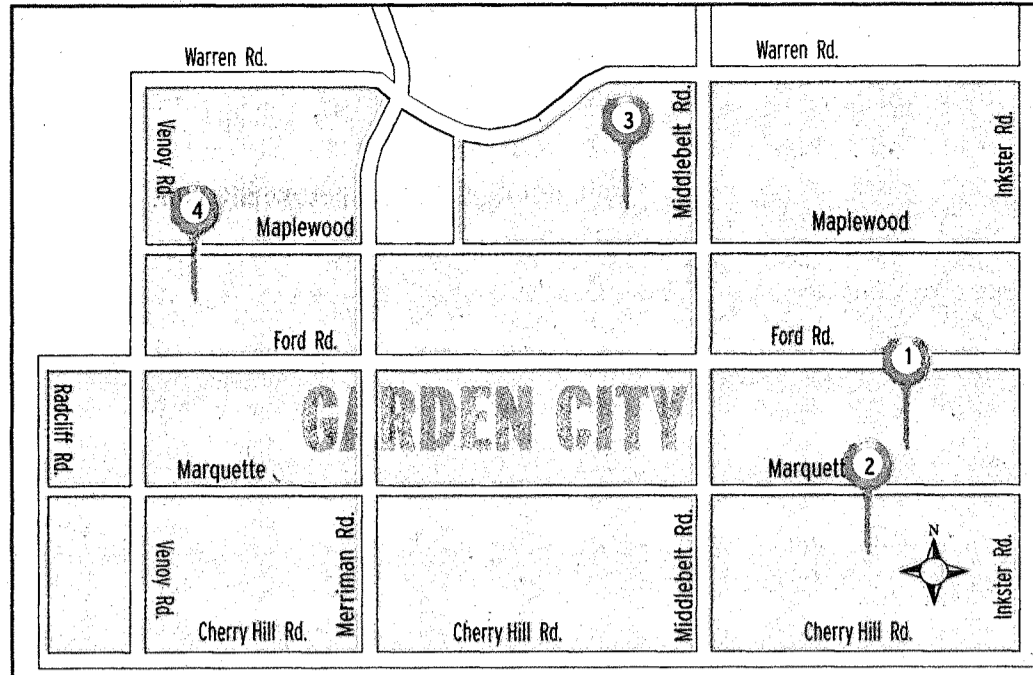 Warren Rd.
Warren Rd.
Venoy Rd.
3
Middlebelt Rd.
Inkster Rd.
4
Maplewood
Maplewood
Ford Rd.
Ford Rd.
1
Radcliff Rd.
GARDEN CITY
Marquette
Marquett
2
Venoy Rd.
Merriman Rd.
Middlebelt Rd.
N
Inkster Rd.
Cherry Hill Rd.
Cherry Hill Rd.
Cherry Hill Rd.